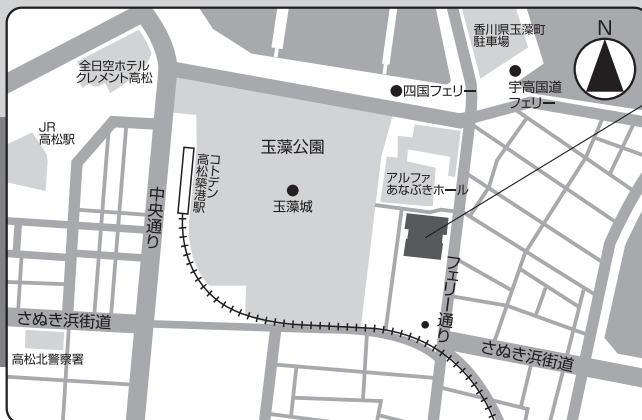 香川県玉藻町
駐車場
N
全日空ホテル
クレメント高松
四国フェリー
宇高国道
フェリー
JR
高松駅
玉藻公園
コトデン
高松築港駅
アルファ
あなぶきホール
中央通り
玉藻城
フェリー通り
さぬき浜街道
さぬき浜街道
高松北警察署